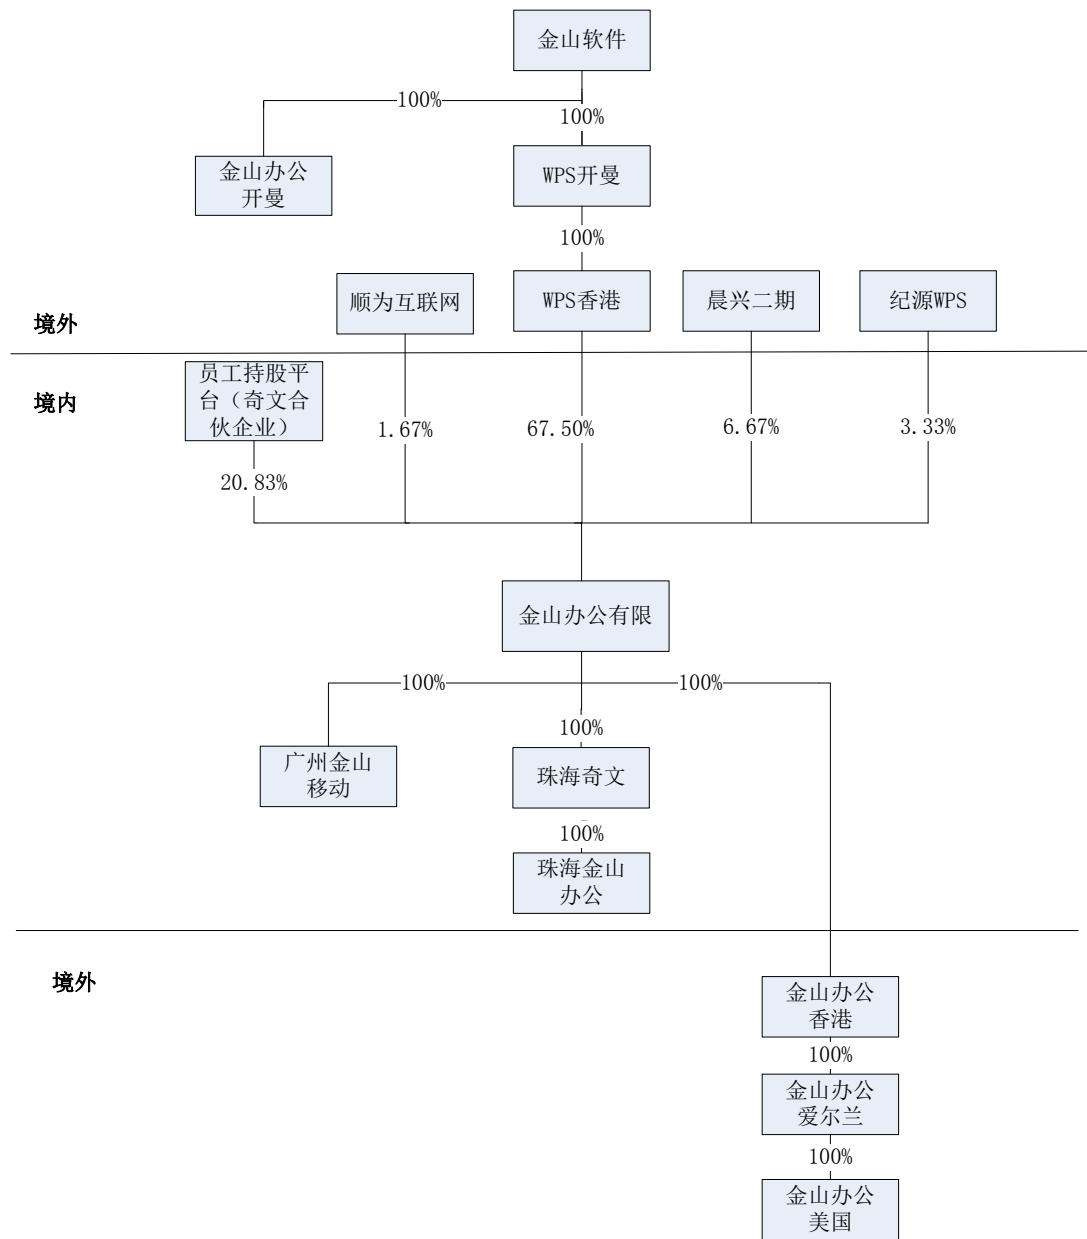 金山软件
100%
100%
金山办公
开曼
WPS开曼
100%
顺为互联网
WPS香港
晨兴二期
纪源WPS
境外
境内
员工持股平
台（奇文合
伙企业）
1.67%
67.50%
6.67%
3.33%
20.83%
金山办公有限
100%
100%
100%
广州金山
移动
珠海奇文
100%
珠海金山
办公
境外
金山办公
香港
100%
金山办公
爱尔兰
100%
金山办公
美国